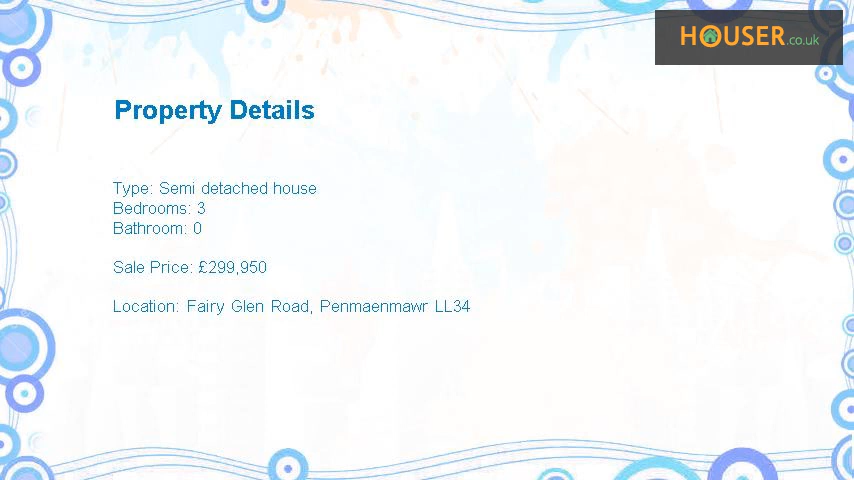 HOUSER.co.uk
Property Details
Type: Semi detached house
Bedrooms: 3
Bathroom: 0
Sale Price: £299,950
Location: Fairy Glen Road, Penmaenmawr LL34